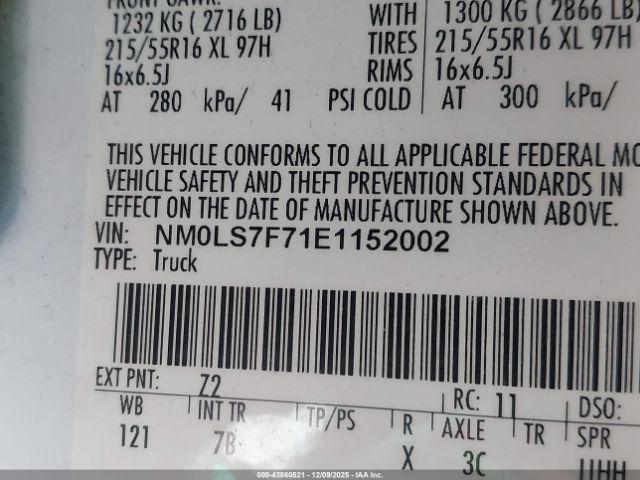 1232 KG ( 2716 LB) WITH 1300 KG ( 2866 LB)
215/55R16 XL 97H TIRES 215/55R16 XL 97H
16x6.5J RIMS 16x6.5J
AT 280 kPa/ 41 PSI COLD AT 300 kPa/
THIS VEHICLE CONFORMS TO ALL APPLICABLE FEDERAL MO
VEHICLE SAFETY AND THEFT PREVENTION STANDARDS IN
EFFECT ON THE DATE OF MANUFACTURE SHOWN ABOVE.
VIN: NM0LS7F71E1152002
TYPE: Truck
EXT PNT: Z2 RC: 11 DSO:
WB INT TR TP/PS R AXLE TR SPR
121 7B X 3C UHH
000-43860521 - 12/09/2025 - IAA Inc.